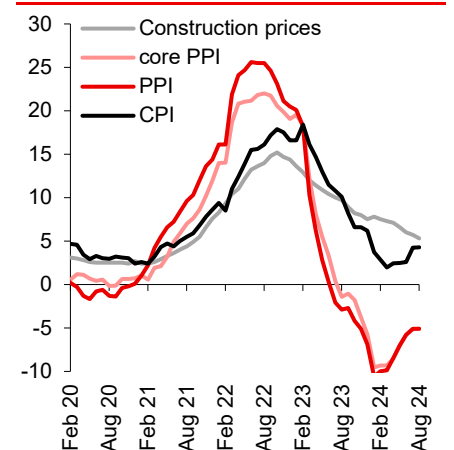 30
25
20
15
10
5
0
-5
-10
Construction prices
core PPI
PPI
CPI
Feb 20
Aug 20
Feb 21
Aug 21
Feb 22
Aug 22
Feb 23
Aug 23
Feb 24
Aug 24